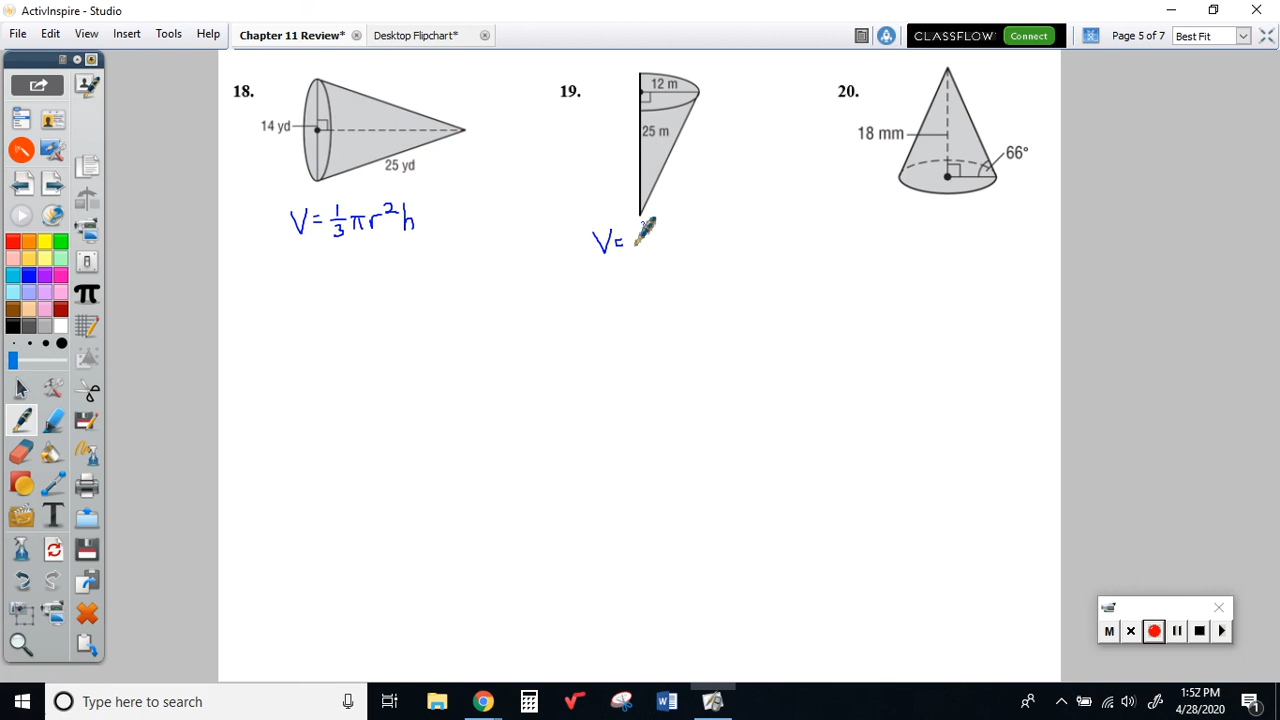 ActivInspire - Studio
File Edit View Insert Tools Help
Chapter 11 Review*
Desktop Flipchart*
CLASSFLOW Connect
Page 5 of 7
Best Fit
18.
14 yd
25 yd
V = 1/3 πr²h
19.
12 m
25 m
V=
20.
18 mm
66°
M
Type here to search
1:52 PM
4/28/2020
1